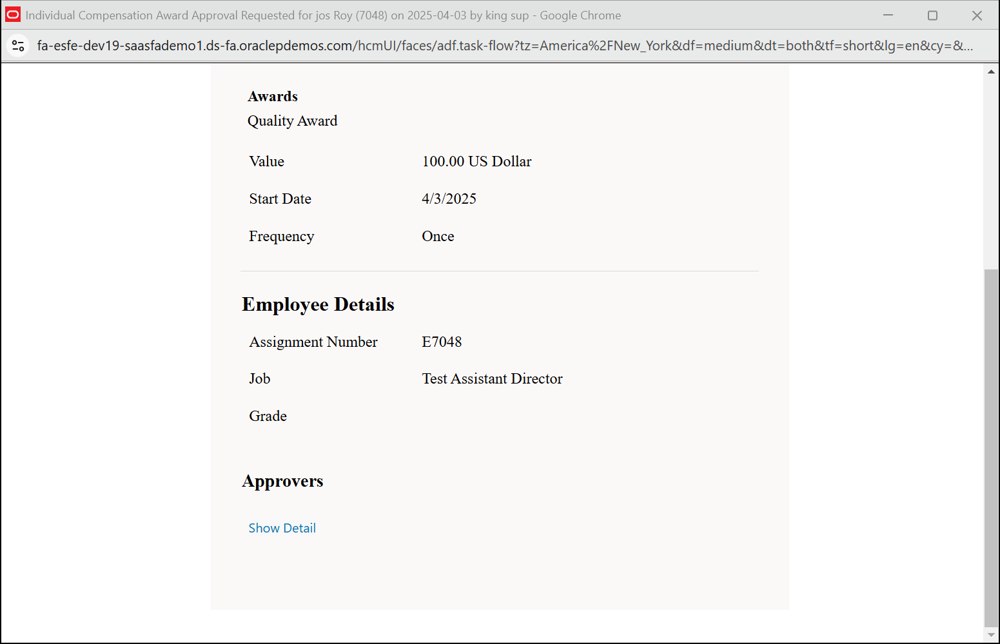 Individual Compensation Award Approval Requested for jos Roy (7048) on 2025-04-03 by king sup - Google Chrome
fa-esfe-dev19-saasfademo1.ds-fa.oraclepdemos.com/hcmUI/faces/adf.task-flow?tz=America%2FNew_York&df=medium&dt=both&tf=short&lg=en&cy=&...
Awards
Quality Award
Value 100.00 US Dollar
Start Date 4/3/2025
Frequency Once
Employee Details
Assignment Number E7048
Job Test Assistant Director
Grade
Approvers
Show Detail